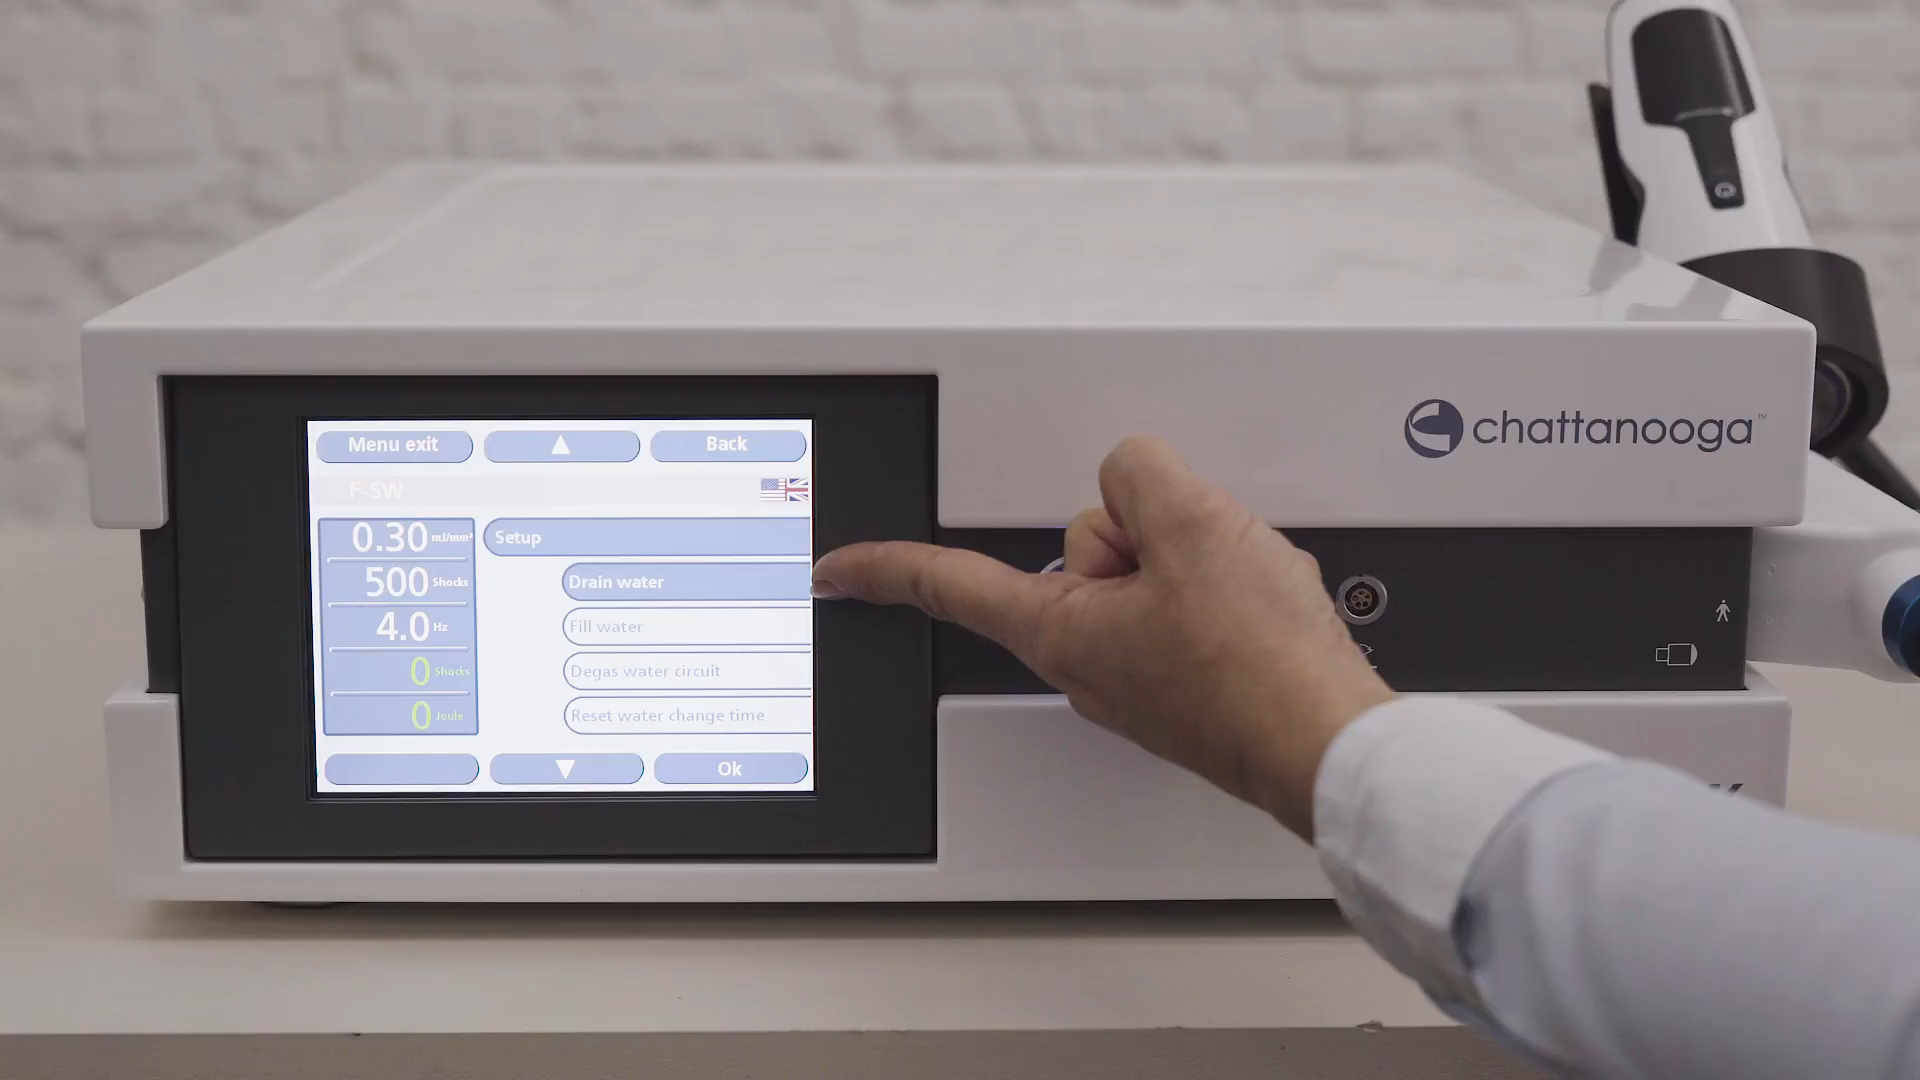 Menu exit
Back
F-SW
0.30 mJ/mm²
500 Shocks
4.0 Hz
0 Shocks
0 Joule
Setup
Drain water
Fill water
Degas water circuit
Reset water change time
Ok
chattanooga™